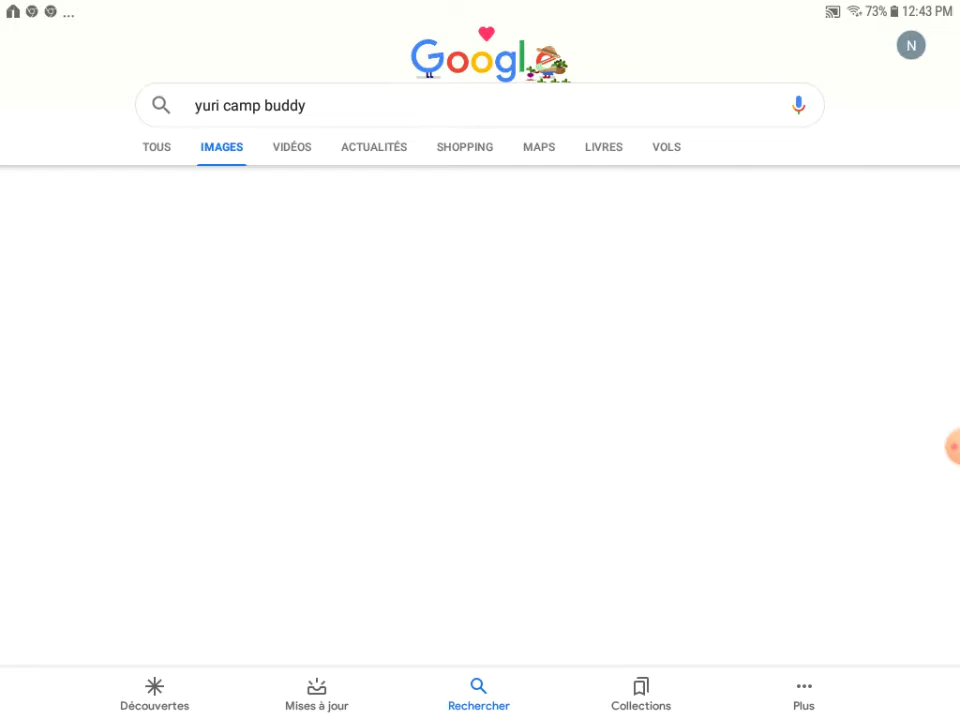 ... 73% 12:43 PM
Google
N
yuri camp buddy
TOUS IMAGES VIDÉOS ACTUALITÉS SHOPPING MAPS LIVRES VOLS
Découvertes Mises à jour Rechercher Collections Plus